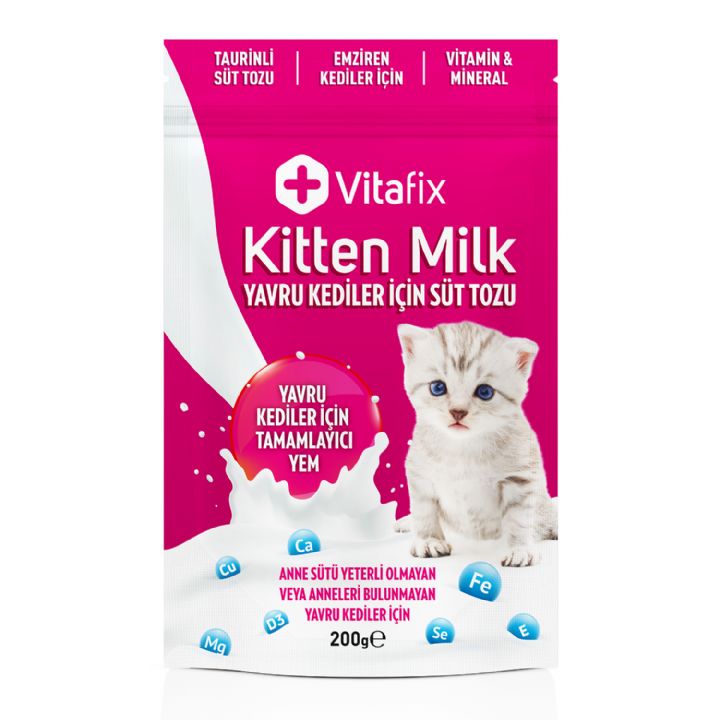 TAURİNLİ
SÜT TOZU
EMZİREN
KEDİLER İÇİN
VİTAMİN &
MİNERAL
Vitafix
Kitten Milk
YAVRU KEDİLER İÇİN SÜT TOZU
YAVRU
KEDİLER İÇİN
TAMAMLAYICI
YEM
Ca
Cu
Fe
D3
Mg
Se
E
ANNE SÜTÜ YETERLİ OLMAYAN
VEYA ANNELERİ BULUNMAYAN
YAVRU KEDİLER İÇİN
200g℮